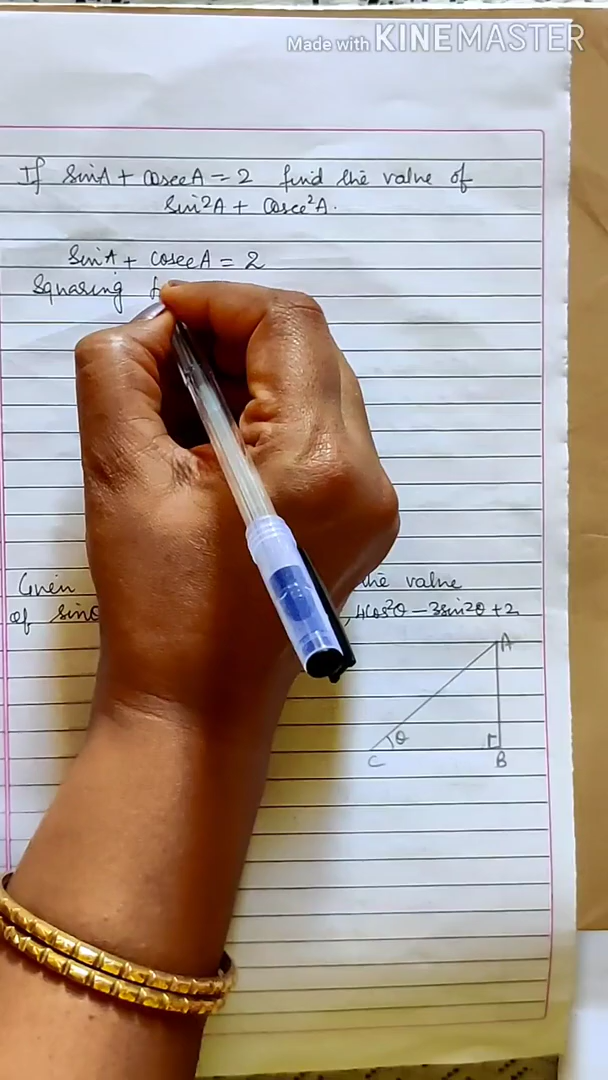 Made with KINEMASTER
If sinA + cosecA = 2 find the value of
sin²A + cosec²A.
sinA + cosecA = 2
Squaring
Given the value
of sinθ , 4cos²θ - 3sin²θ + 2
A
θ
C B